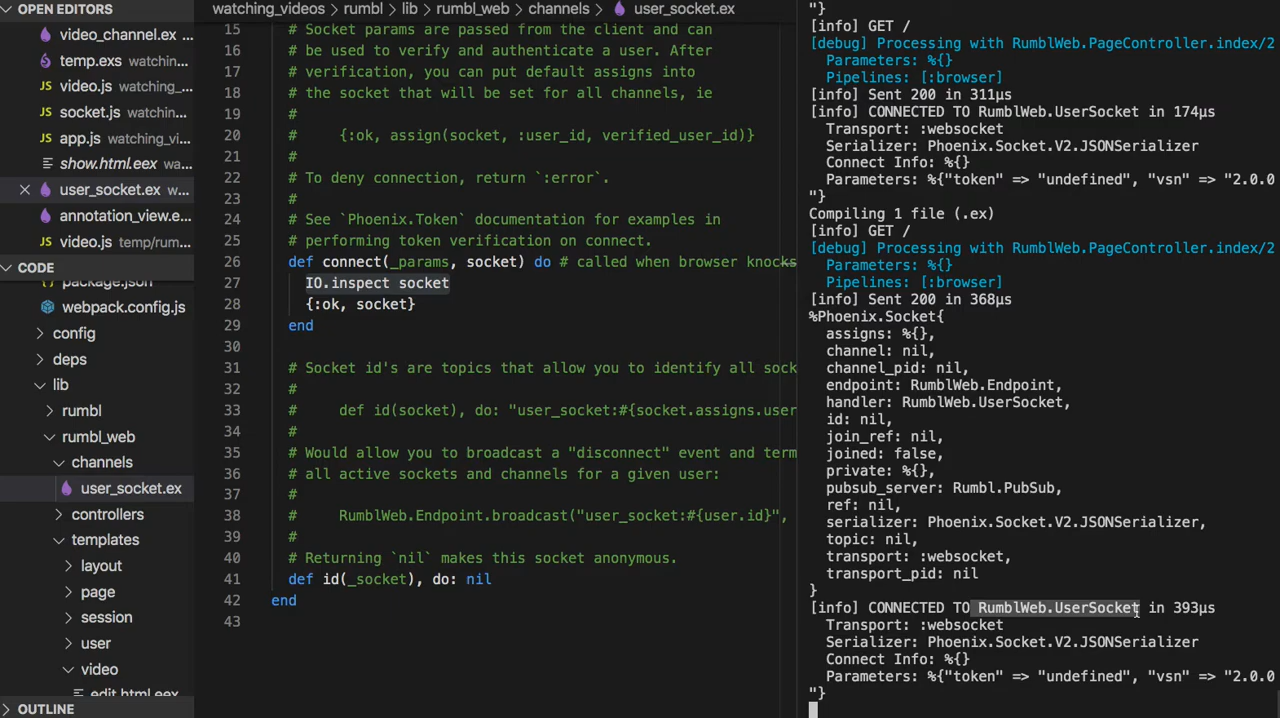 OPEN EDITORS
video_channel.ex ...
temp.exs watchin...
JS video.js watching_...
JS socket.js watchin...
JS app.js watching_vi...
show.html.eex wa...
user_socket.ex w...
annotation_view.e...
JS video.js temp/rum...
CODE
package.json
webpack.config.js
config
deps
lib
rumbl
rumbl_web
channels
user_socket.ex
controllers
templates
layout
page
session
user
video
edit.html.eex
OUTLINE
watching_videos › rumbl › lib › rumbl_web › channels › user_socket.ex
15 # Socket params are passed from the client and can
16 # be used to verify and authenticate a user. After
17 # verification, you can put default assigns into
18 # the socket that will be set for all channels, ie
19 #
20 #     {:ok, assign(socket, :user_id, verified_user_id)}
21 #
22 # To deny connection, return `:error`.
23 #
24 # See `Phoenix.Token` documentation for examples in
25 # performing token verification on connect.
26 def connect(_params, socket) do # called when browser knocks
27   IO.inspect socket
28   {:ok, socket}
29 end
30
31 # Socket id's are topics that allow you to identify all sock
32 #
33 #     def id(socket), do: "user_socket:#{socket.assigns.user
34 #
35 # Would allow you to broadcast a "disconnect" event and term
36 # all active sockets and channels for a given user:
37 #
38 #     RumblWeb.Endpoint.broadcast("user_socket:#{user.id}",
39 #
40 # Returning `nil` makes this socket anonymous.
41 def id(_socket), do: nil
42 end
43
"}
[info] GET /
[debug] Processing with RumblWeb.PageController.index/2
  Parameters: %{}
  Pipelines: [:browser]
[info] Sent 200 in 311µs
[info] CONNECTED TO RumblWeb.UserSocket in 174µs
  Transport: :websocket
  Serializer: Phoenix.Socket.V2.JSONSerializer
  Connect Info: %{}
  Parameters: %{"token" => "undefined", "vsn" => "2.0.0
"}
Compiling 1 file (.ex)
[info] GET /
[debug] Processing with RumblWeb.PageController.index/2
  Parameters: %{}
  Pipelines: [:browser]
[info] Sent 200 in 368µs
%Phoenix.Socket{
  assigns: %{},
  channel: nil,
  channel_pid: nil,
  endpoint: RumblWeb.Endpoint,
  handler: RumblWeb.UserSocket,
  id: nil,
  join_ref: nil,
  joined: false,
  private: %{},
  pubsub_server: Rumbl.PubSub,
  ref: nil,
  serializer: Phoenix.Socket.V2.JSONSerializer,
  topic: nil,
  transport: :websocket,
  transport_pid: nil
}
[info] CONNECTED TO RumblWeb.UserSocket in 393µs
  Transport: :websocket
  Serializer: Phoenix.Socket.V2.JSONSerializer
  Connect Info: %{}
  Parameters: %{"token" => "undefined", "vsn" => "2.0.0
"}